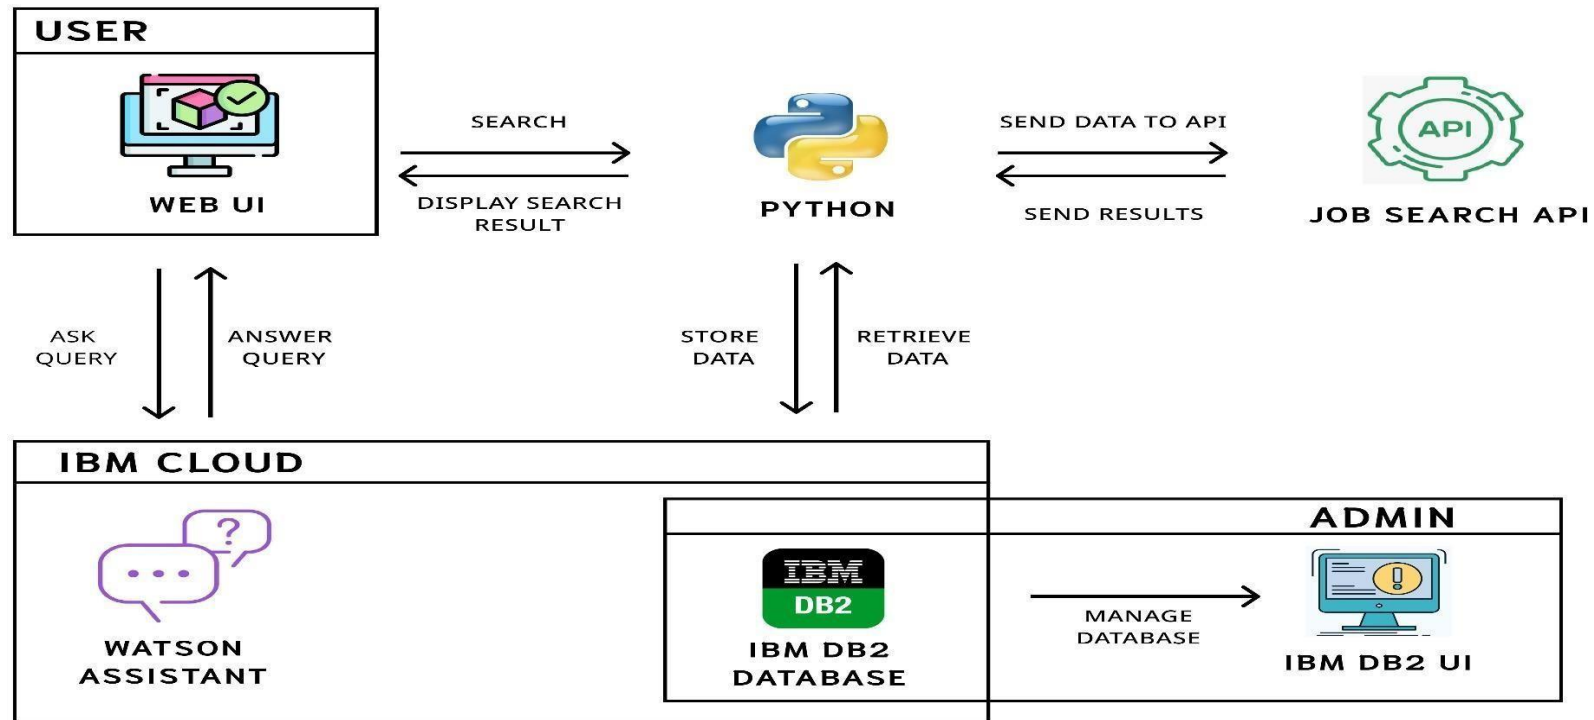 USER
WEB UI
SEARCH
DISPLAY SEARCH
RESULT
PYTHON
SEND DATA TO API
SEND RESULTS
API
JOB SEARCH API
ASK
QUERY
ANSWER
QUERY
STORE
DATA
RETRIEVE
DATA
IBM CLOUD
?
WATSON
ASSISTANT
ADMIN
IBM
DB2
IBM DB2
DATABASE
MANAGE
DATABASE
!
IBM DB2 UI